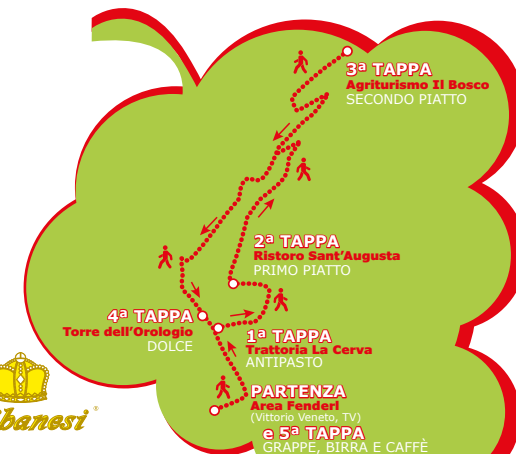 3ª TAPPA
Agriturismo Il Bosco
SECONDO PIATTO
2ª TAPPA
Ristoro Sant'Augusta
PRIMO PIATTO
4ª TAPPA
Torre dell'Orologio
DOLCE
1ª TAPPA
Trattoria La Cerva
ANTIPASTO
PARTENZA
Area Fenderl
(Vittorio Veneto, TV)
e 5ª TAPPA
GRAPPE, BIRRA E CAFFÈ
banesi®